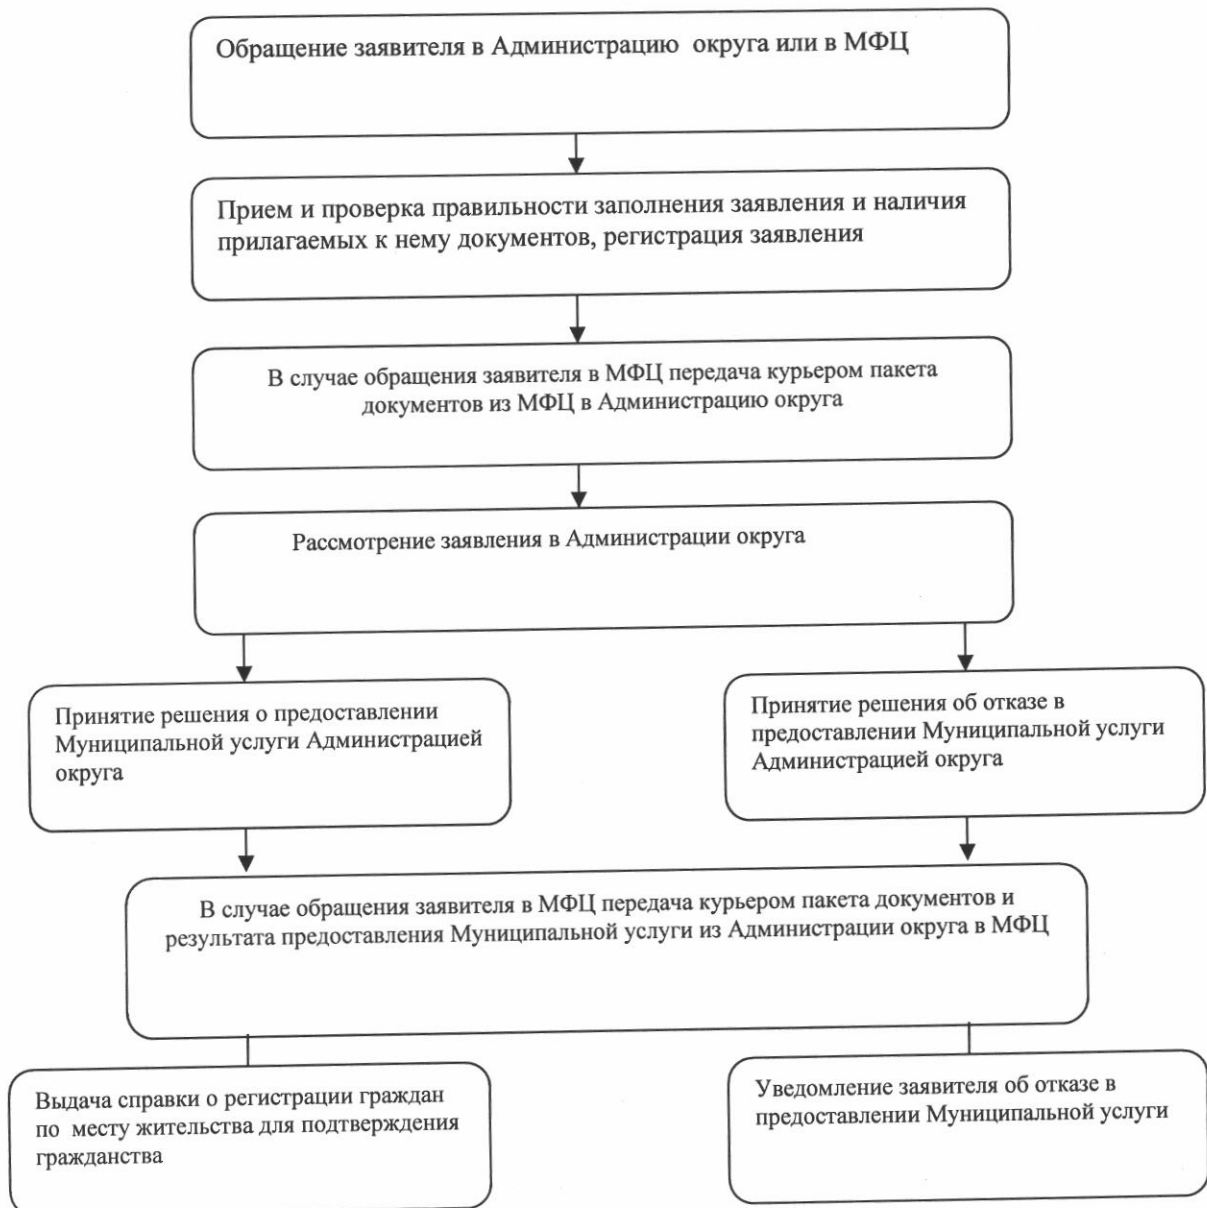 Обращение заявителя в Администрацию округа или в МФЦ
Прием и проверка правильности заполнения заявления и наличия
прилагаемых к нему документов, регистрация заявления
В случае обращения заявителя в МФЦ передача курьером пакета
документов из МФЦ в Администрацию округа
Рассмотрение заявления в Администрации округа
Принятие решения о предоставлении
Муниципальной услуги Администрацией
округа
Принятие решения об отказе в
предоставлении Муниципальной услуги
Администрацией округа
В случае обращения заявителя в МФЦ передача курьером пакета документов и
результата предоставления Муниципальной услуги из Администрации округа в МФЦ
Выдача справки о регистрации граждан
по месту жительства для подтверждения
гражданства
Уведомление заявителя об отказе в
предоставлении Муниципальной услуги